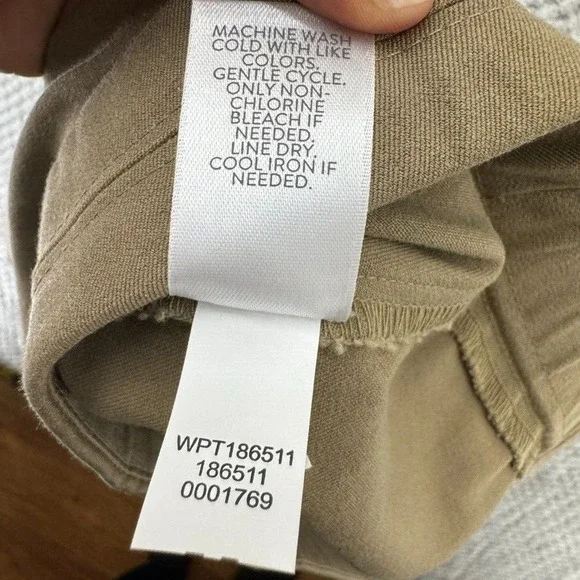 MACHINE WASH
COLD WITH LIKE
COLORS.
GENTLE CYCLE.
ONLY NON-
CHLORINE
BLEACH IF
NEEDED.
LINE DRY.
COOL IRON IF
NEEDED.
WPT186511
186511
0001769